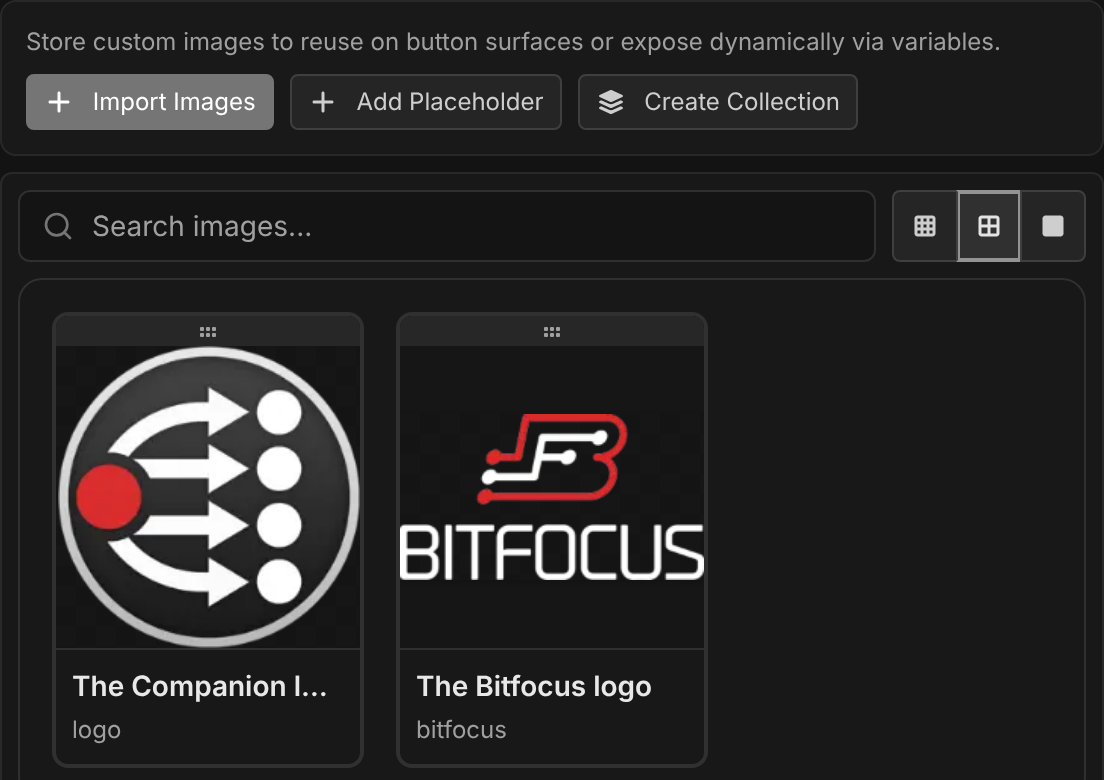 Store custom images to reuse on button surfaces or expose dynamically via variables.
Import Images
Add Placeholder
Create Collection
Search images...
BITFOCUS
The Companion l...
logo
The Bitfocus logo
bitfocus